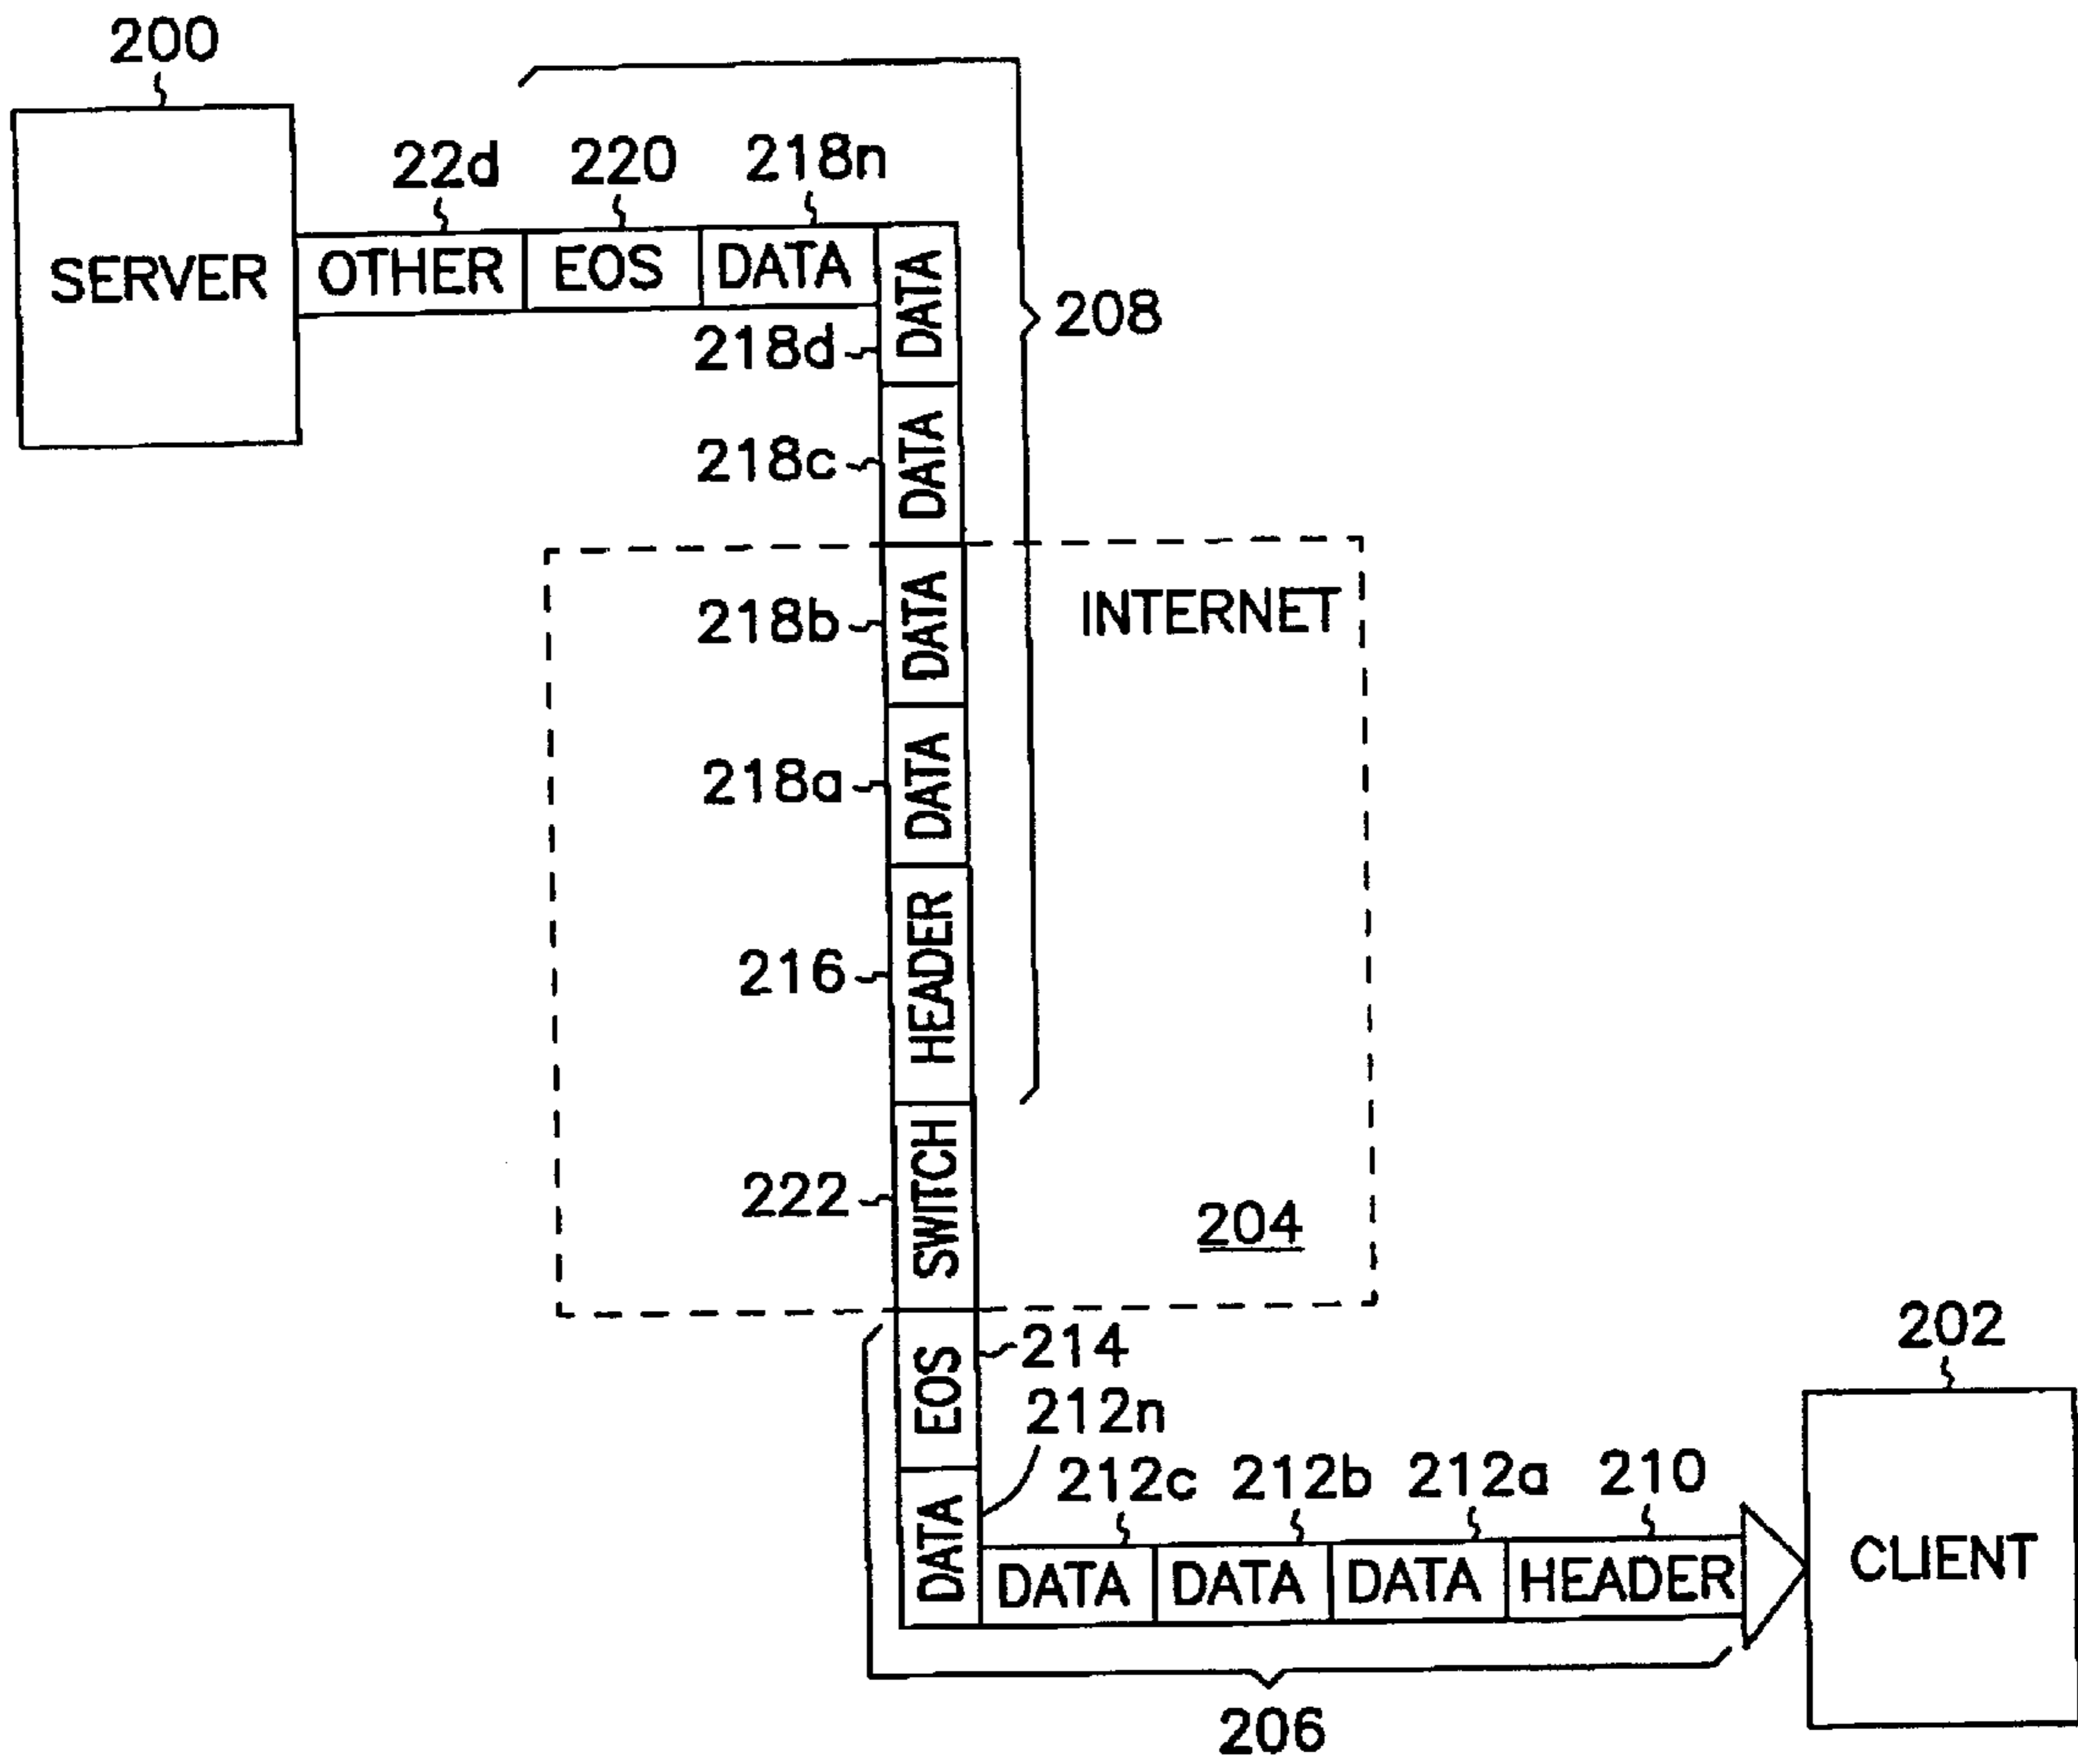 200
22d 220 218n
SERVER OTHER EOS DATA
218d DATA
208
218c DATA
INTERNET
218b DATA
218a DATA
216 HEADER
222 SWITCH
204
EOS 214
212n
DATA
212c 212b 212a 210
DATA DATA DATA HEADER
202
CLIENT
206